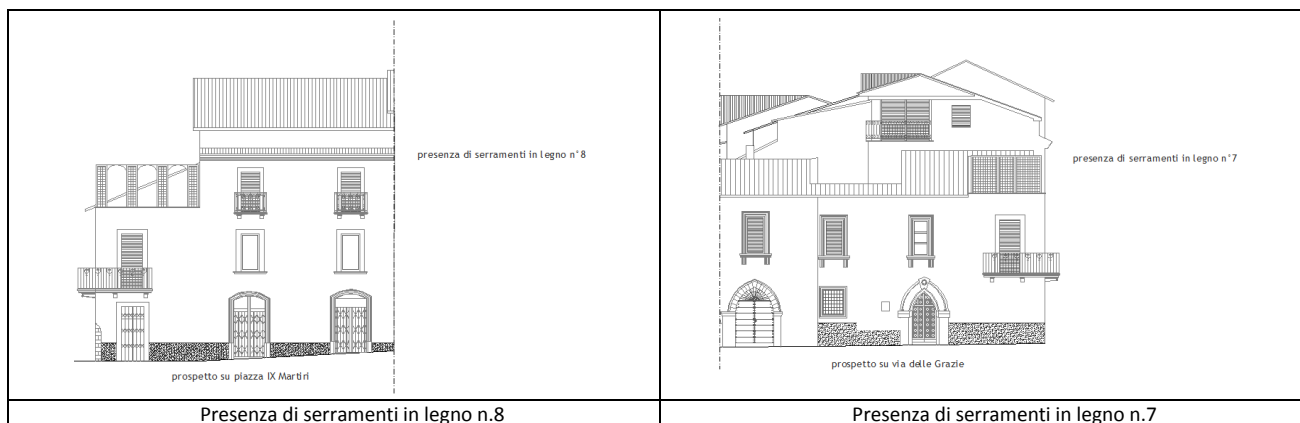 presenza di serramenti in legno n°8
prospetto su piazza IX Martiri
Presenza di serramenti in legno n.8
presenza di serramenti in legno n°7
prospetto su via delle Grazie
Presenza di serramenti in legno n.7